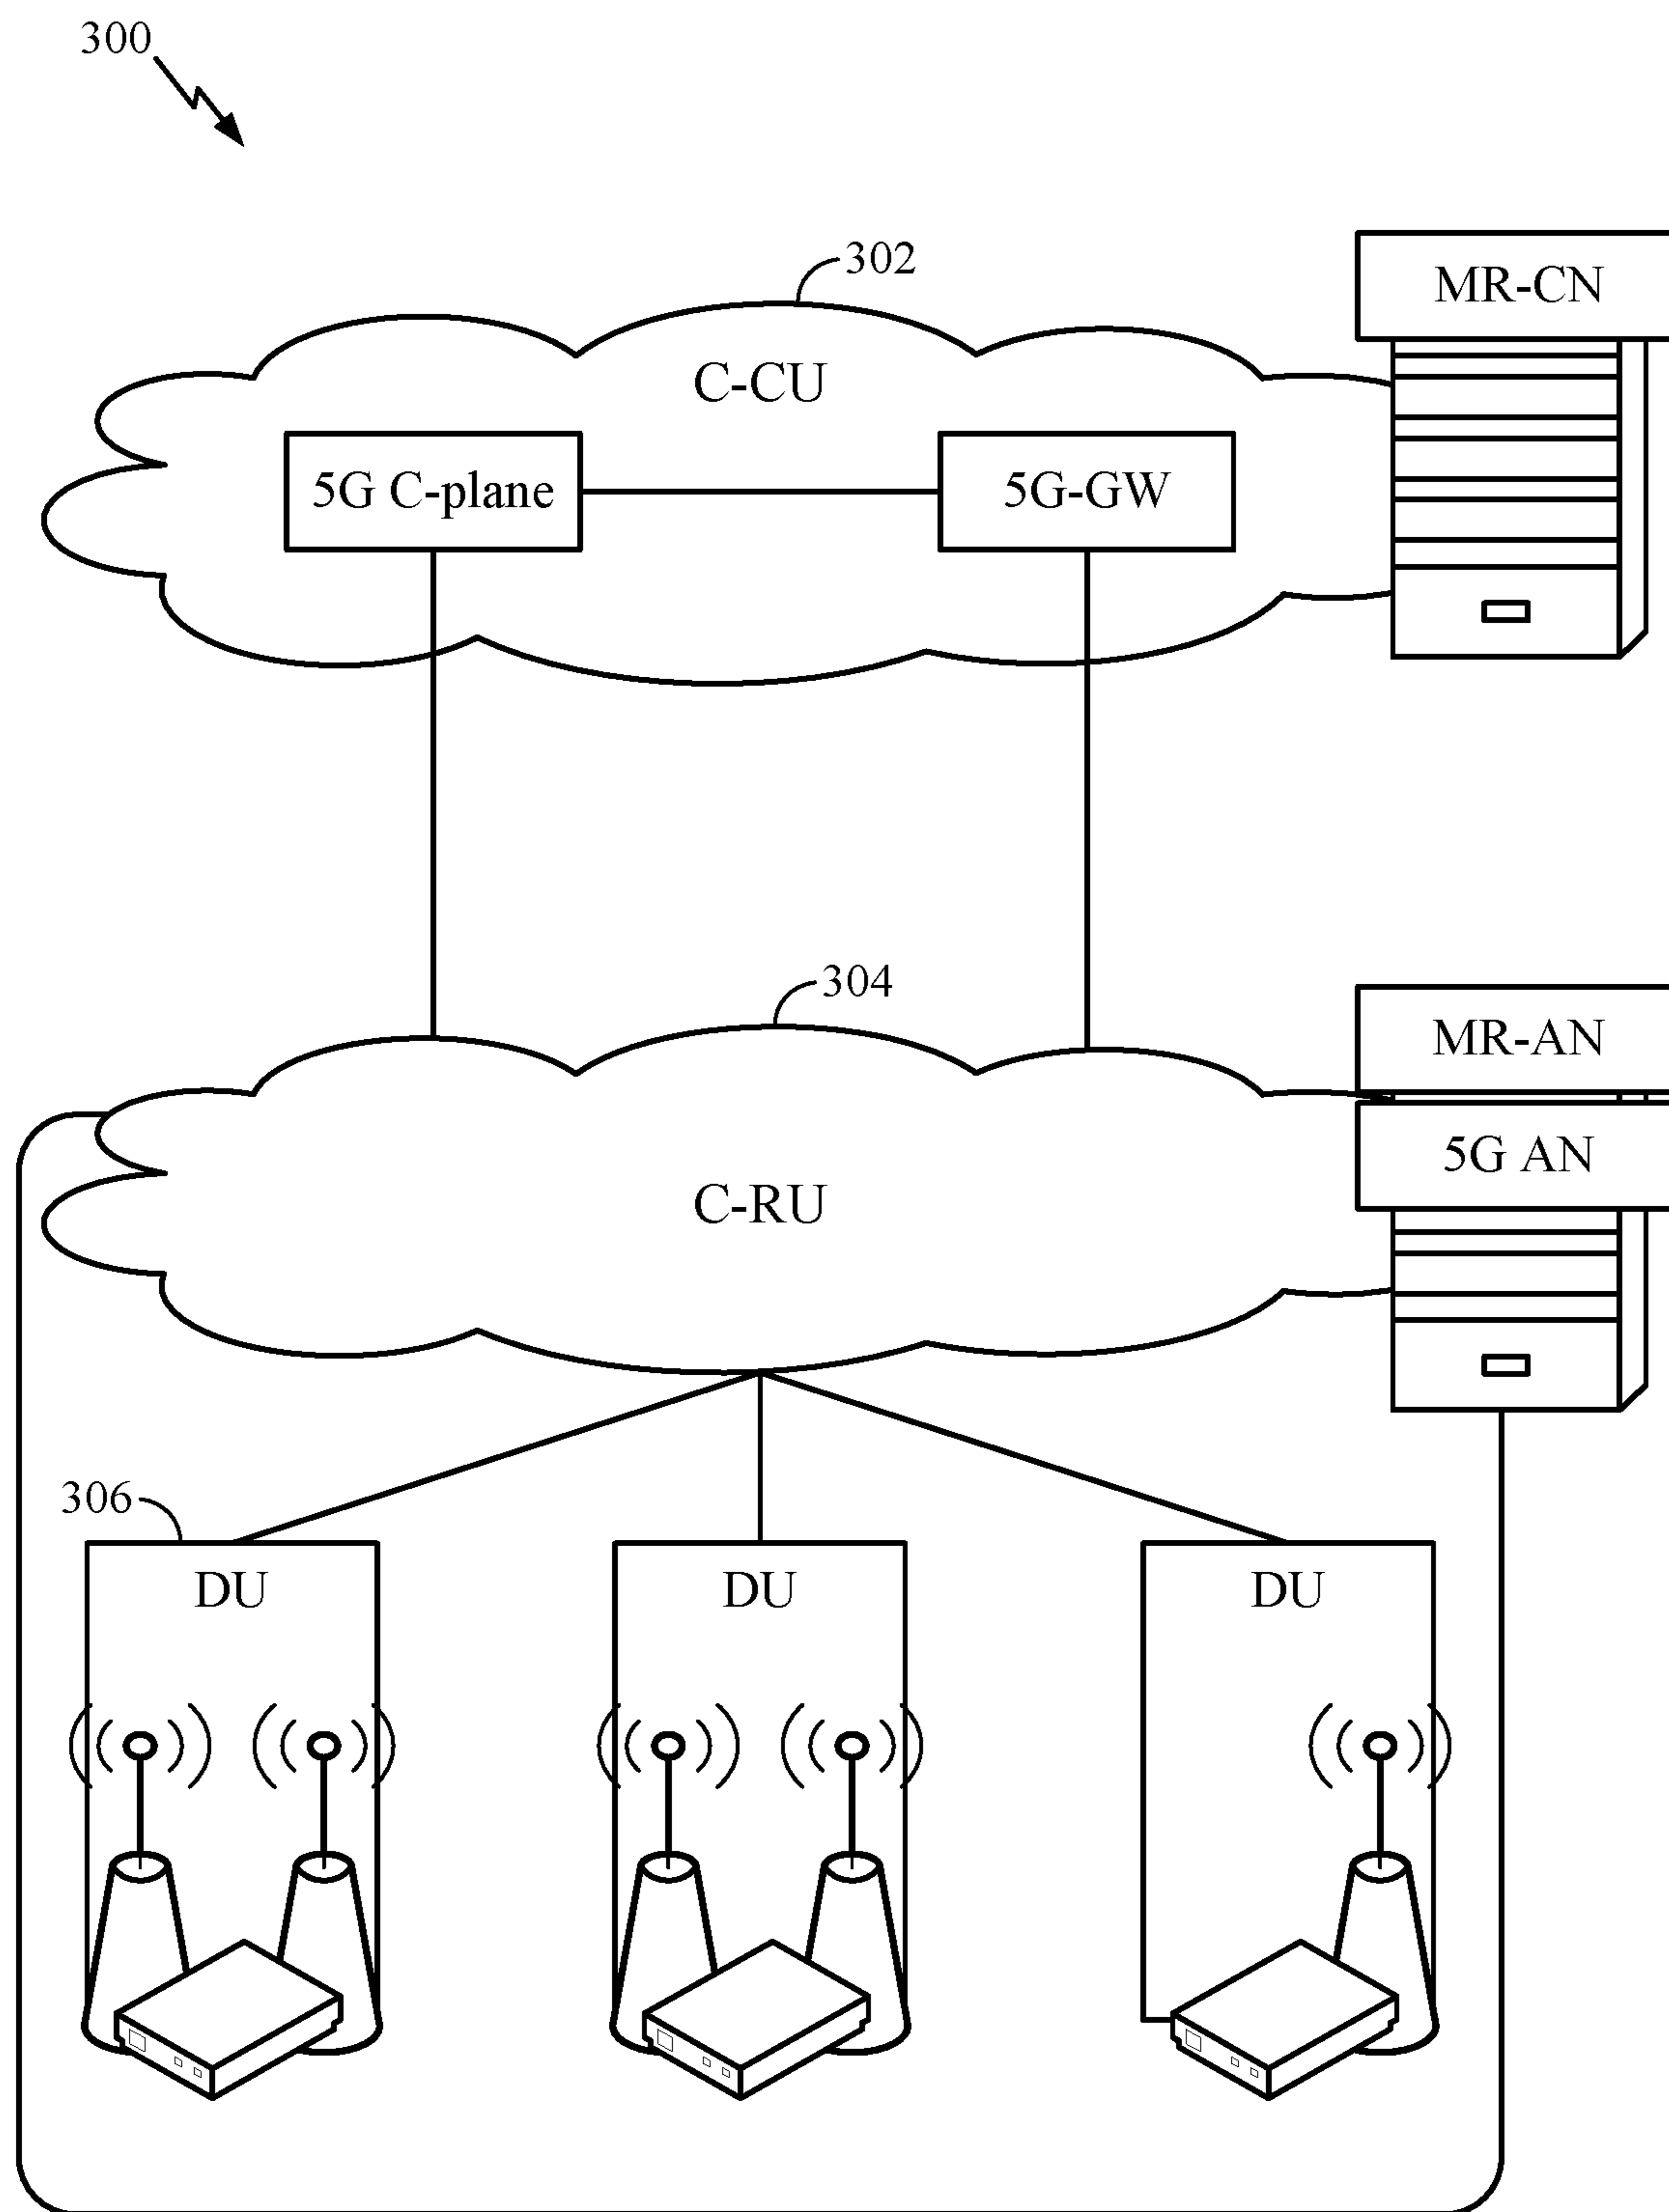 300
302
MR-CN
C-CU
5G C-plane
5G-GW
304
MR-AN
5G AN
C-RU
306
DU
DU
DU